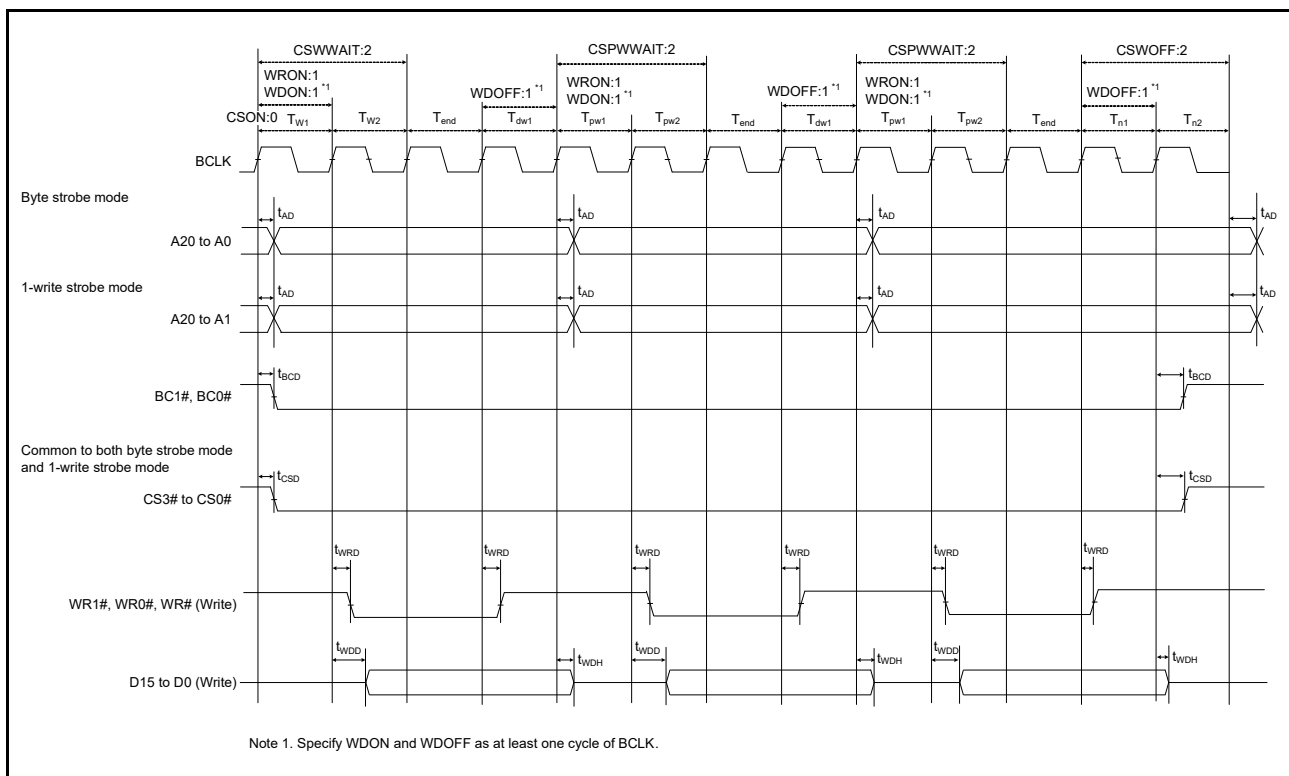 CSWWAIT:2 CSPWWAIT:2 CSPWWAIT:2 CSWOFF:2
WRON:1 WRON:1 WRON:1
WDON:1 *1 WDOFF:1 *1 WDON:1 *1 WDOFF:1 *1 WDON:1 *1 WDOFF:1 *1
CSON:0 TW1 TW2 Tend Tdw1 Tpw1 Tpw2 Tend Tdw1 Tpw1 Tpw2 Tend Tn1 Tn2
BCLK
Byte strobe mode
tAD tAD tAD tAD
A20 to A0
1-write strobe mode
tAD tAD tAD tAD
A20 to A1
tBCD tBCD
BC1#, BC0#
Common to both byte strobe mode
and 1-write strobe mode
tCSD tCSD
CS3# to CS0#
tWRD tWRD tWRD tWRD tWRD tWRD
WR1#, WR0#, WR# (Write)
tWDD tWDH tWDD tWDH tWDD tWDH
D15 to D0 (Write)
Note 1. Specify WDON and WDOFF as at least one cycle of BCLK.